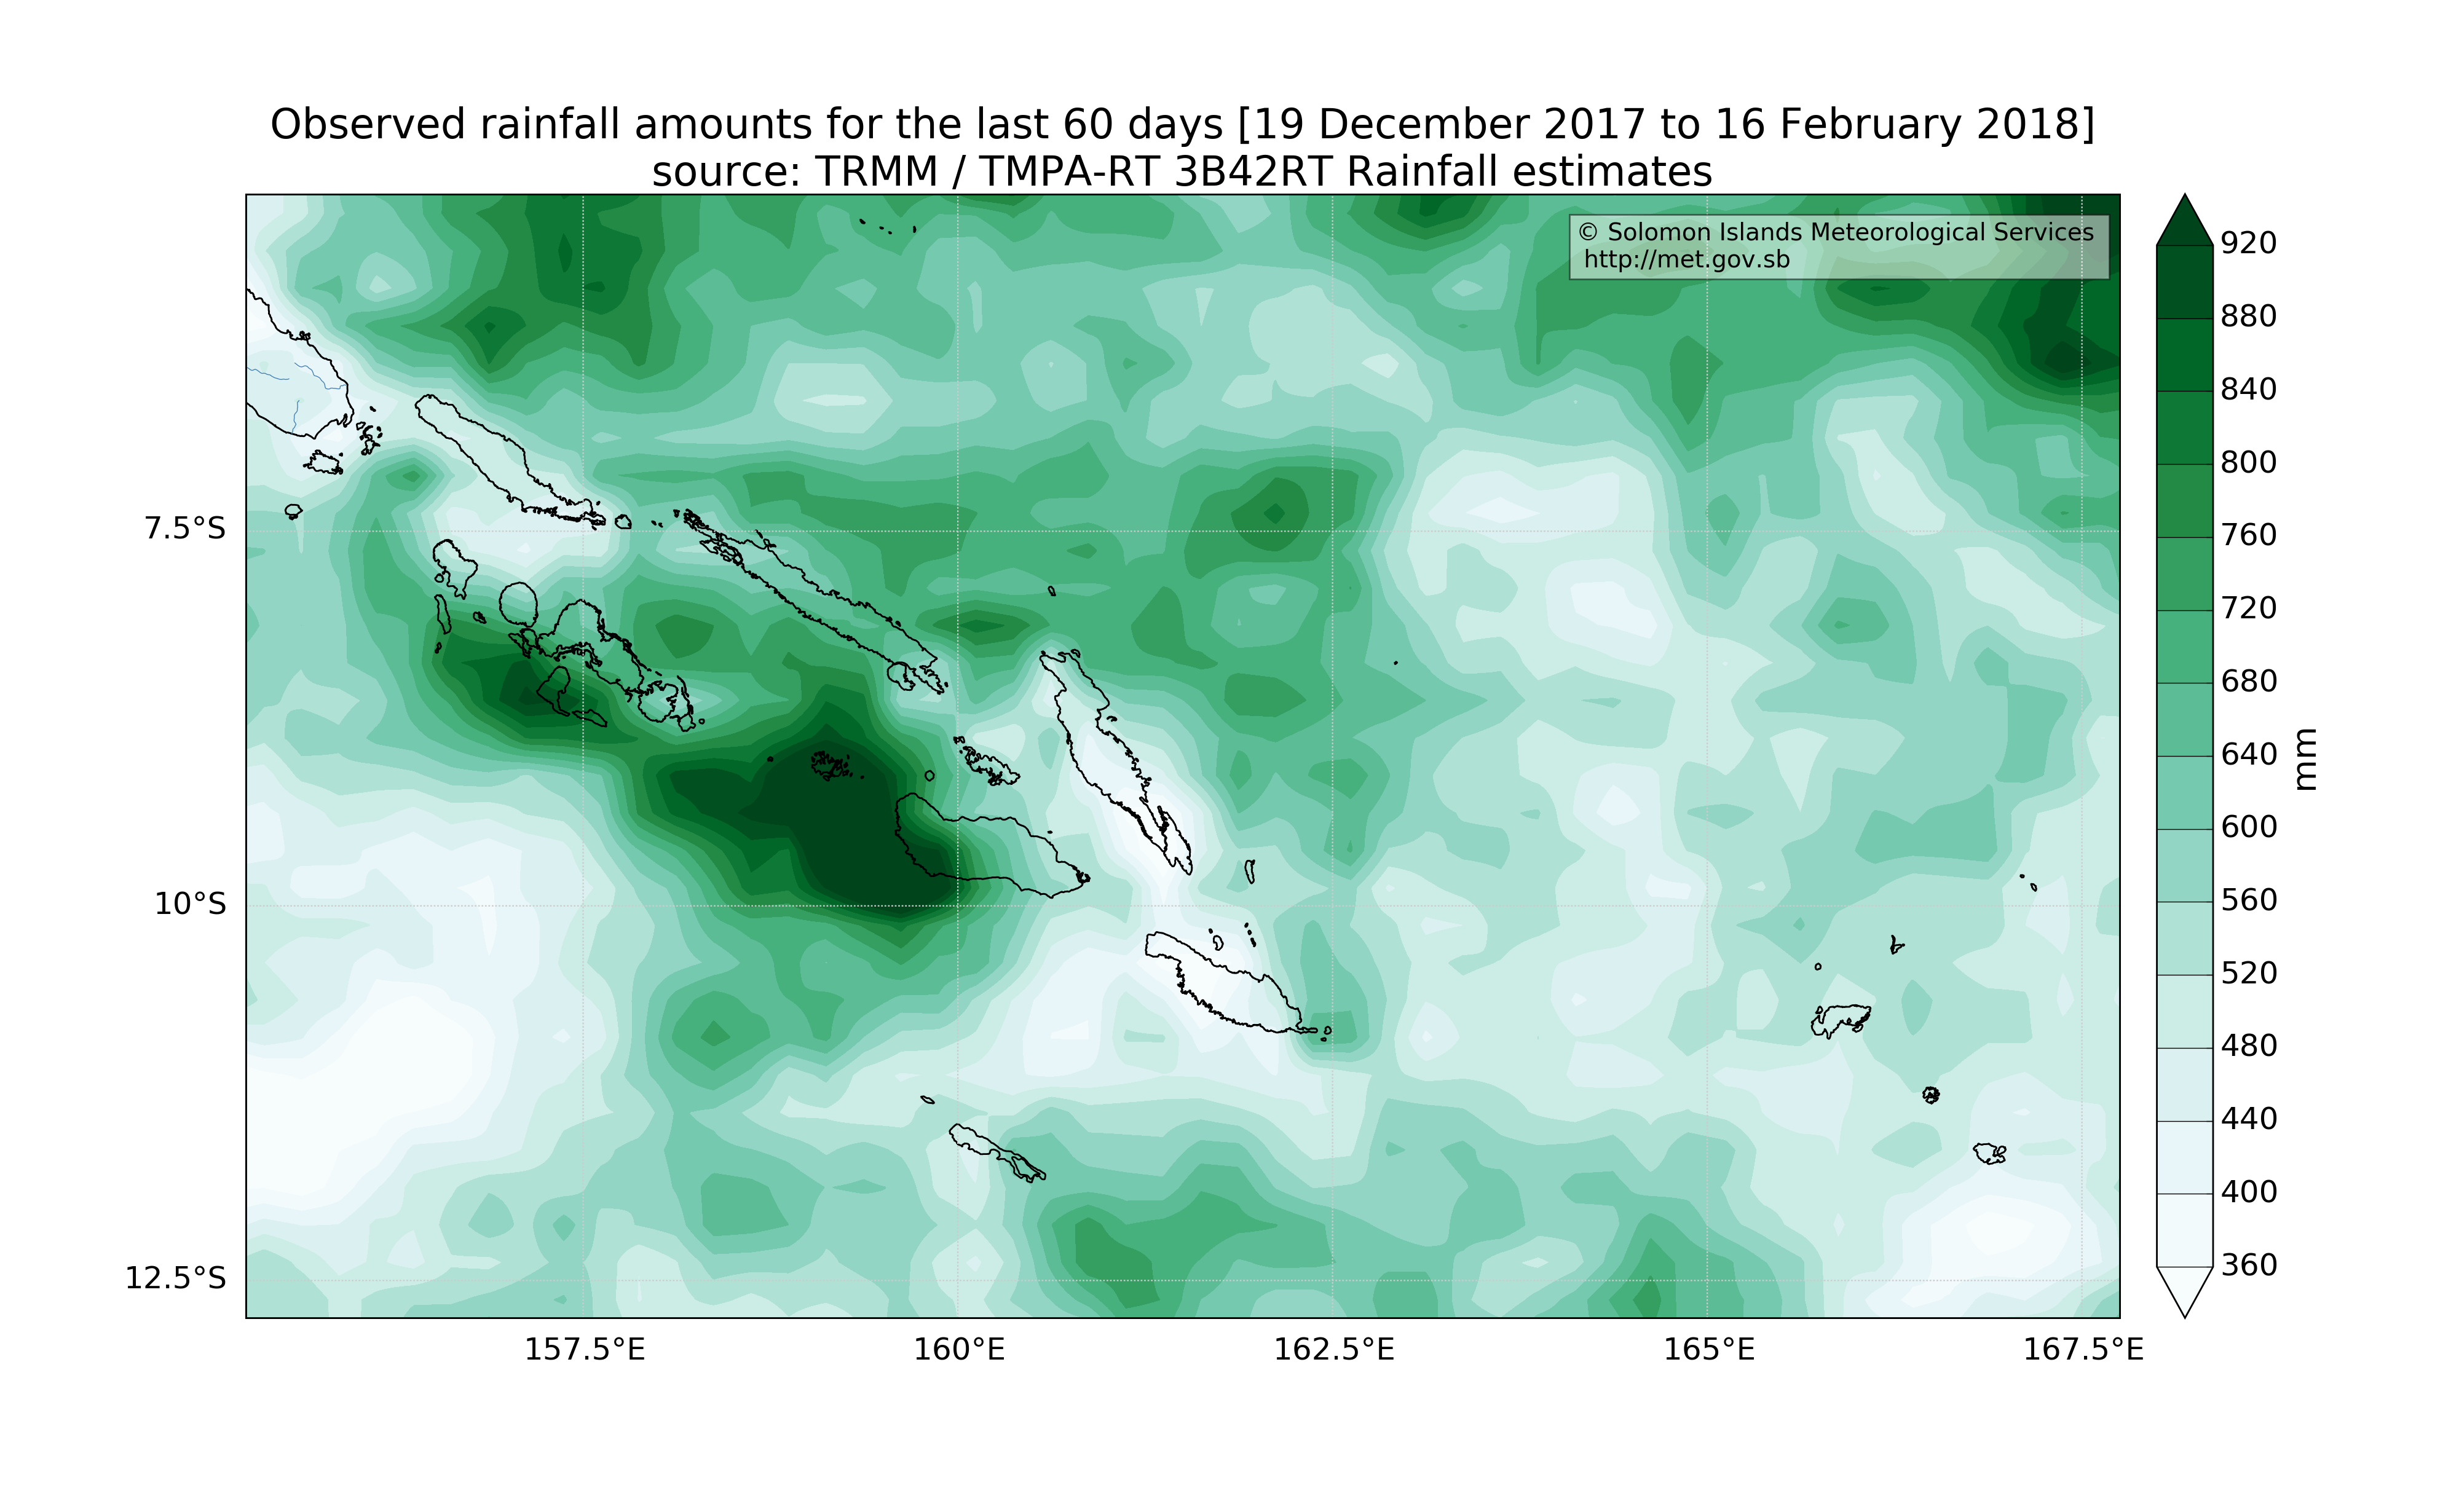 Observed rainfall amounts for the last 60 days [19 December 2017 to 16 February 2018]
source: TRMM / TMPA-RT 3B42RT Rainfall estimates
© Solomon Islands Meteorological Services
http://met.gov.sb
7.5°S
10°S
12.5°S
157.5°E
160°E
162.5°E
165°E
167.5°E
920
880
840
800
760
720
680
640
600
560
520
480
440
400
360
mm